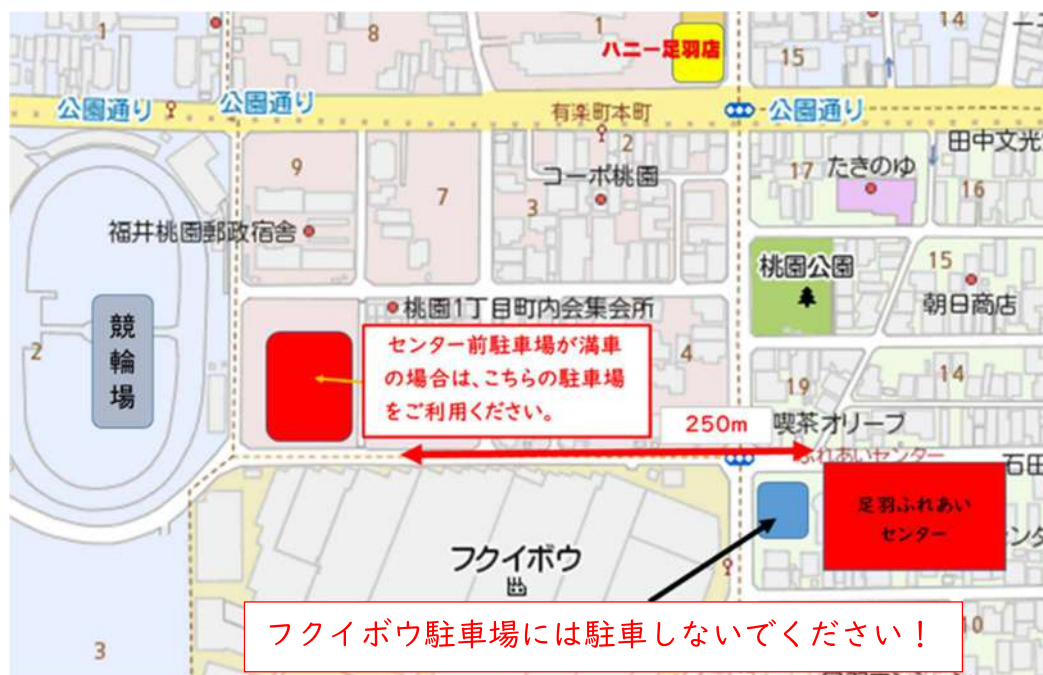 1
8
1
ハニー足羽店
15
14
公園通り
公園通り
有楽町本町
公園通り
9
7
2
コーポ桃園
3
17
たきのゆ
田中文光
16
福井桃園郵政宿舎
桃園公園
15
朝日商店
競輪場
2
桃園1丁目町内会集会所
センター前駐車場が満車
の場合は、こちらの駐車場
をご利用ください。
4
19
14
250m
喫茶オリーブ
ふれあいセンター
石田
足羽ふれあい
センター
ンタ
フクイボウ
フクイボウ駐車場には駐車しないでください！
10
3